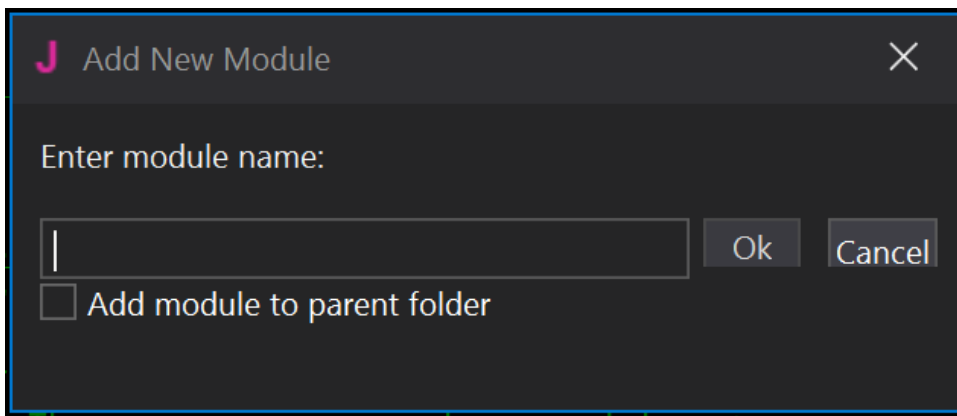 J Add New Module
Enter module name:
Ok Cancel
Add module to parent folder